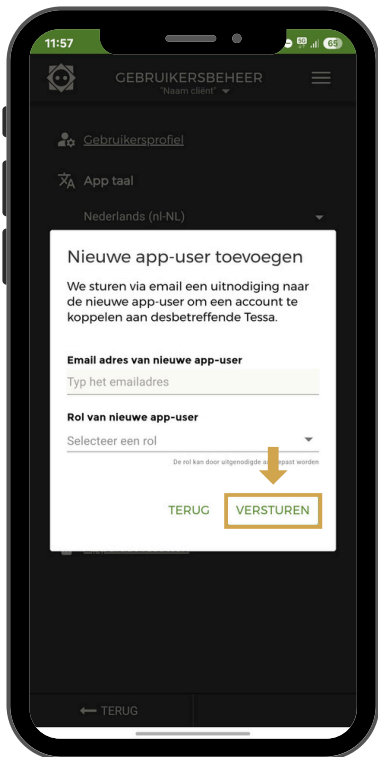 11:57
5G
65
GEBRUIKERSBEHEER
"Naam cliënt"
Gebruikersprofiel
App taal
Nederlands (nl-NL)
Nieuwe app-user toevoegen
We sturen via email een uitnodiging naar
de nieuwe app-user om een account te
koppelen aan desbetreffende Tessa.
Email adres van nieuwe app-user
Typ het emailadres
Rol van nieuwe app-user
Selecteer een rol
De rol kan door uitgenodigde worden
TERUG
VERSTUREN
TERUG